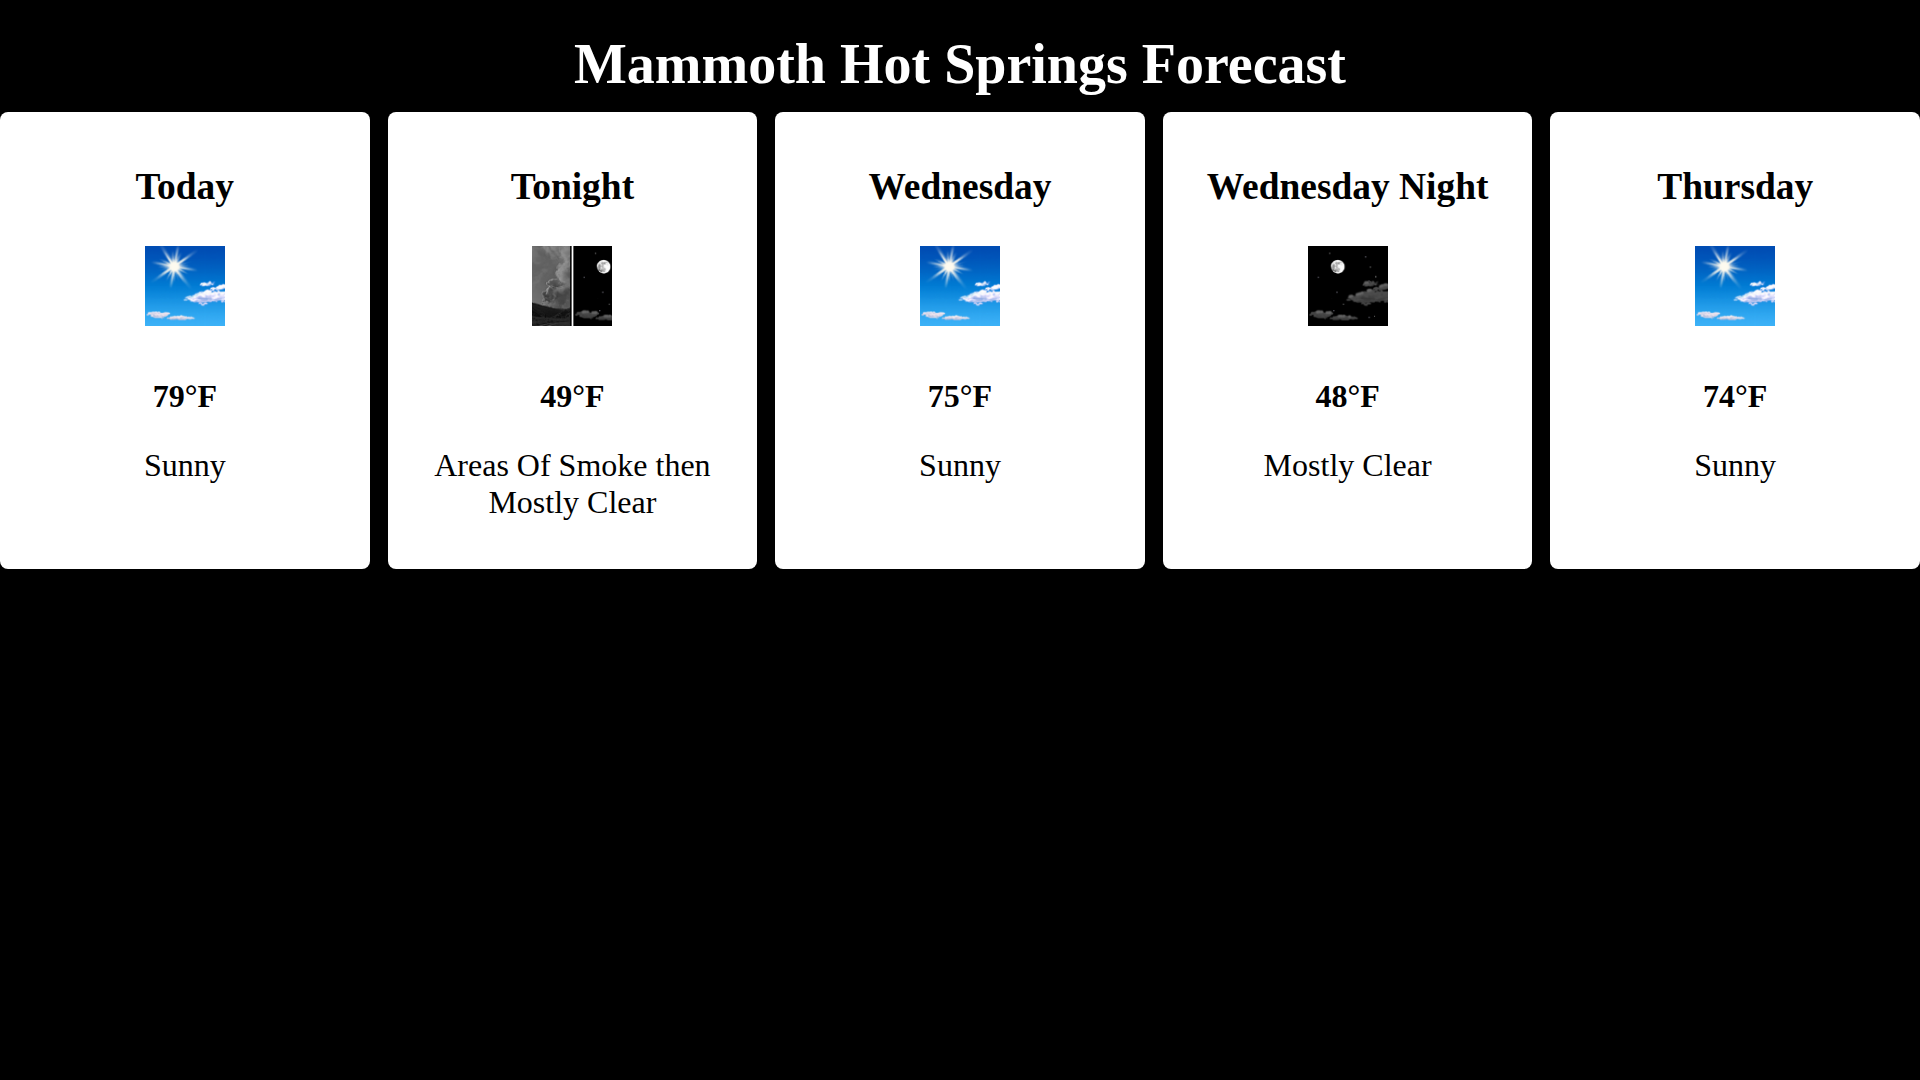 Mammoth Hot Springs Forecast
Today
79°F
Sunny
Tonight
49°F
Areas Of Smoke then
Mostly Clear
Wednesday
75°F
Sunny
Wednesday Night
48°F
Mostly Clear
Thursday
74°F
Sunny